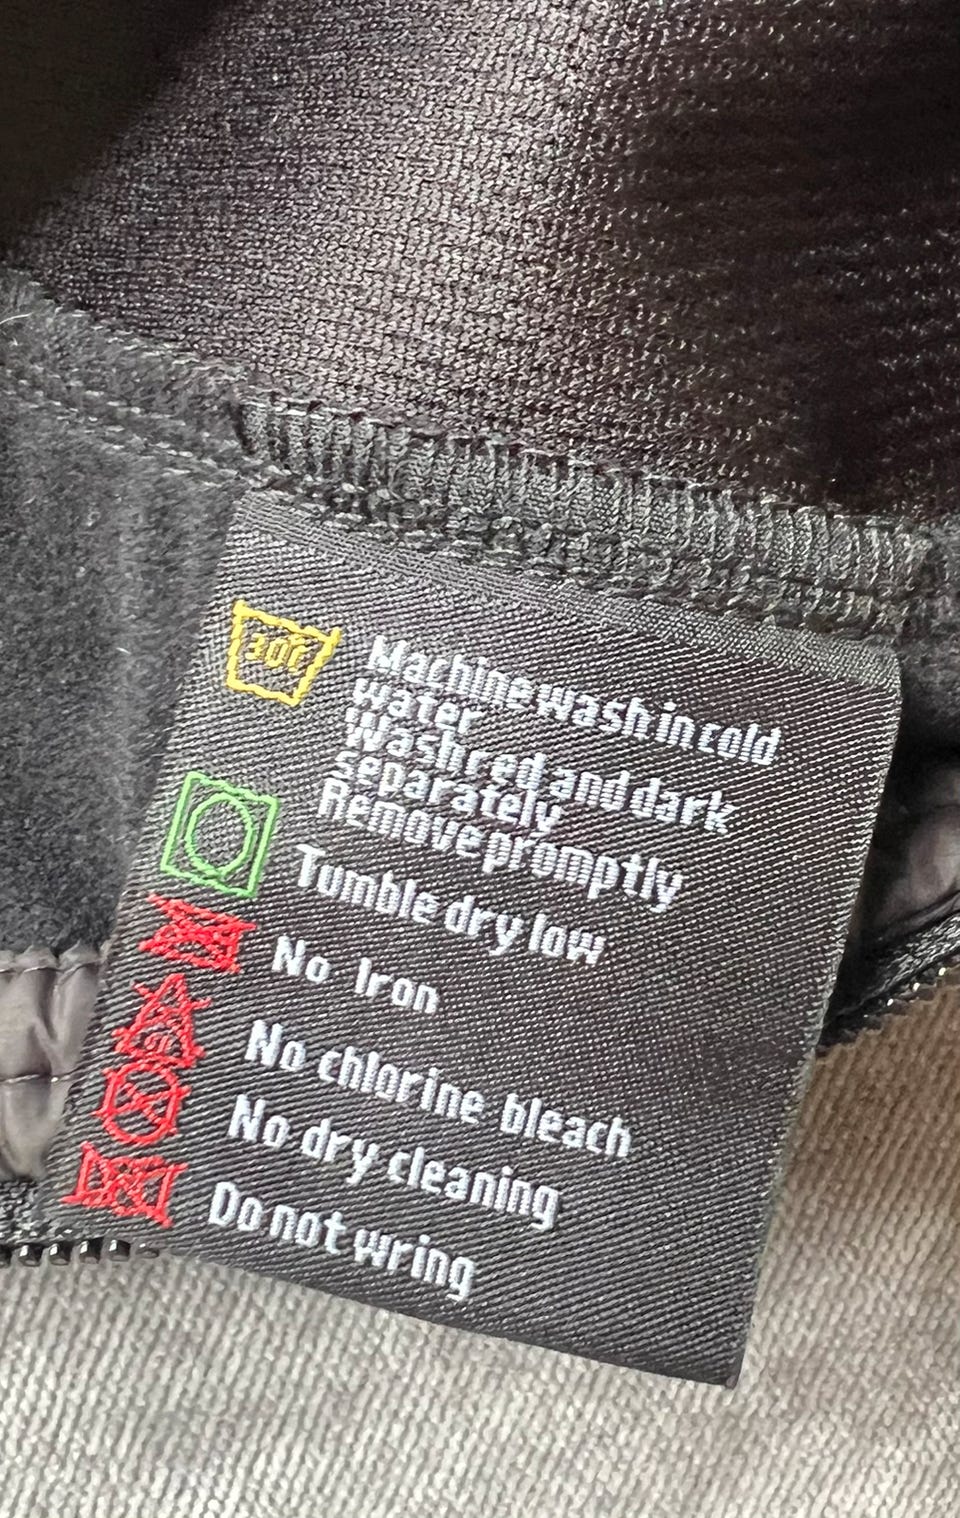 30℃
Machine wash in cold
water
Wash red and dark
separately
Remove promptly
Tumble dry low
No Iron
No chlorine bleach
No dry cleaning
Do not wring